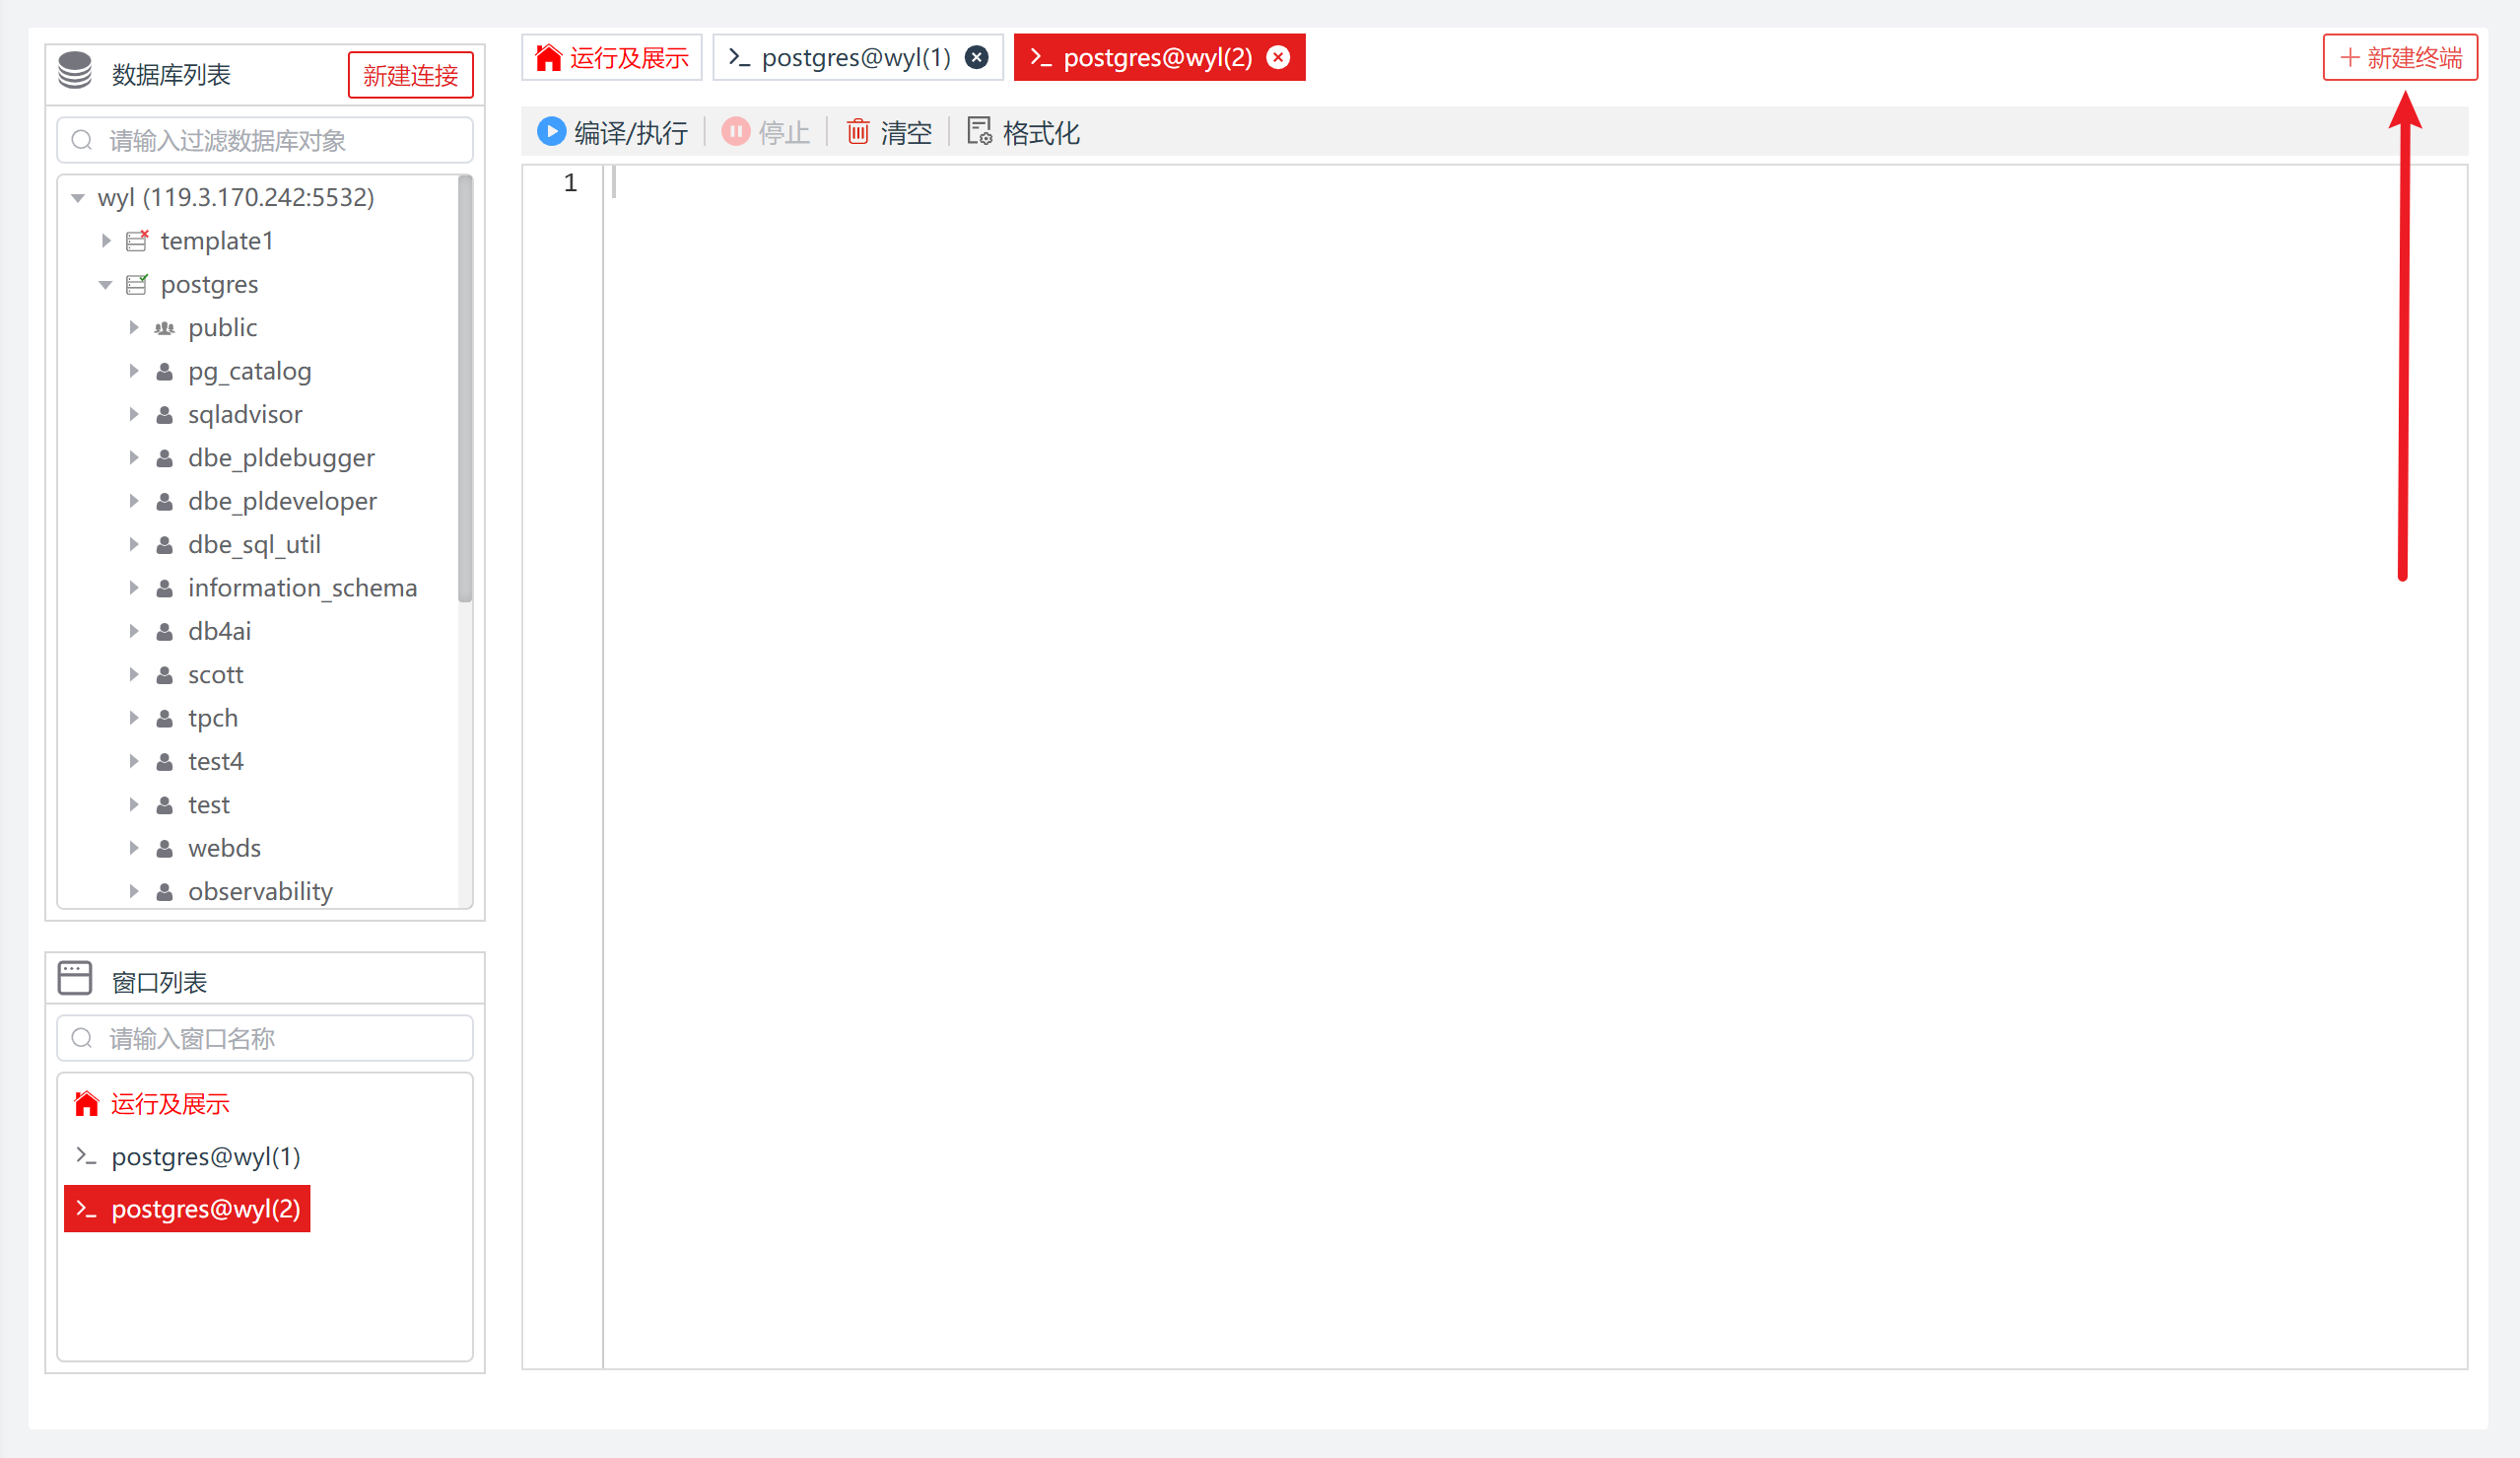 数据库列表
新建连接
请输入过滤数据库对象
wyl (119.3.170.242:5532)
template1
postgres
public
pg_catalog
sqladvisor
dbe_pldebugger
dbe_pldeveloper
dbe_sql_util
information_schema
db4ai
scott
tpch
test4
test
webds
observability
窗口列表
请输入窗口名称
运行及展示
>_ postgres@wyl(1)
>_ postgres@wyl(2)
运行及展示 >_ postgres@wyl(1) >_ postgres@wyl(2) + 新建终端
编译/执行 停止 清空 格式化
1